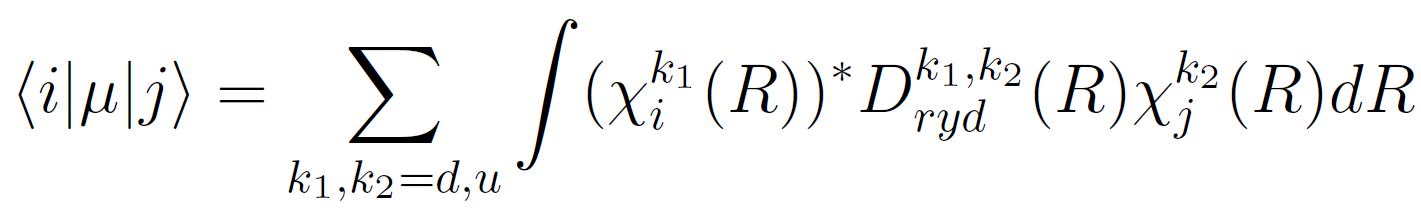 ⟨i|μ|j⟩ = ∑_{k₁,k₂=d,u} ∫(χ_i^{k₁}(R))* D_{ryd}^{k₁,k₂}(R)χ_j^{k₂}(R)dR